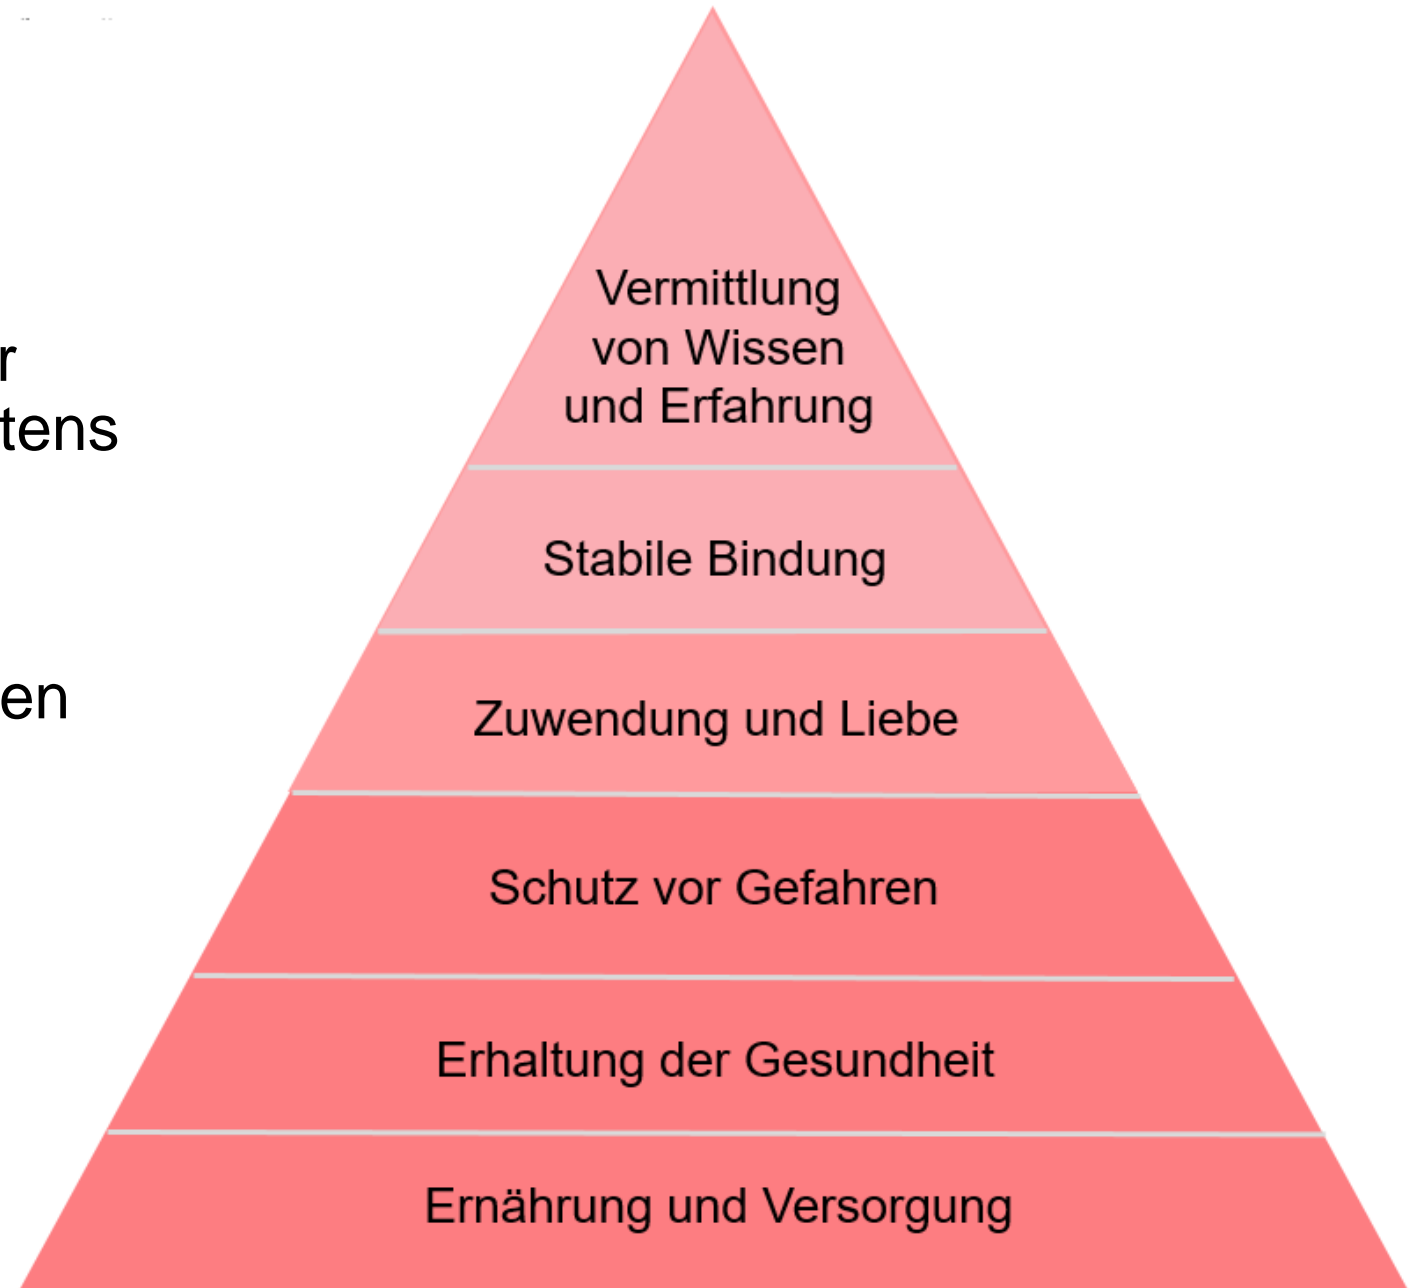 Vermittlung
von Wissen
und Erfahrung
r
tens
Stabile Bindung
en
Zuwendung und Liebe
Schutz vor Gefahren
Erhaltung der Gesundheit
Ernährung und Versorgung